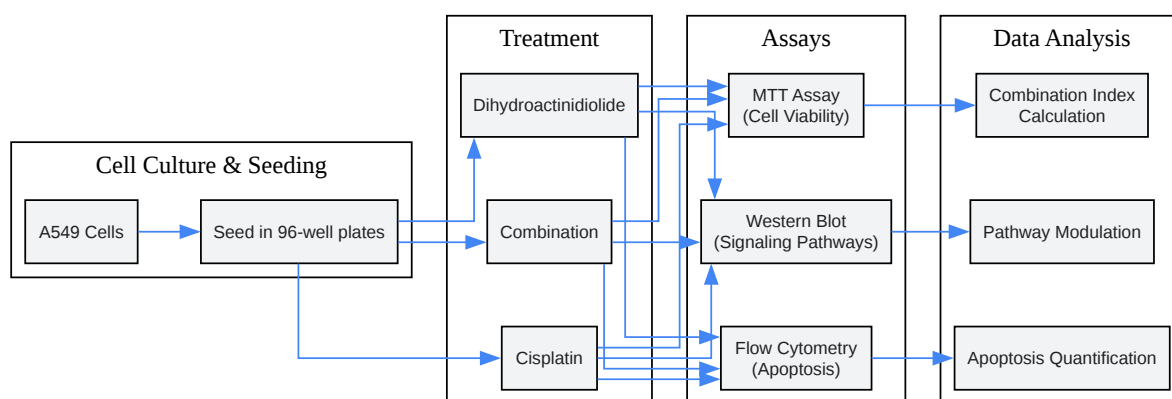 Cell Culture & Seeding
A549 Cells
Seed in 96-well plates
Treatment
Dihydroactinidiolide
Combination
Cisplatin
Assays
MTT Assay
(Cell Viability)
Western Blot
(Signaling Pathways)
Flow Cytometry
(Apoptosis)
Data Analysis
Combination Index
Calculation
Pathway Modulation
Apoptosis Quantification